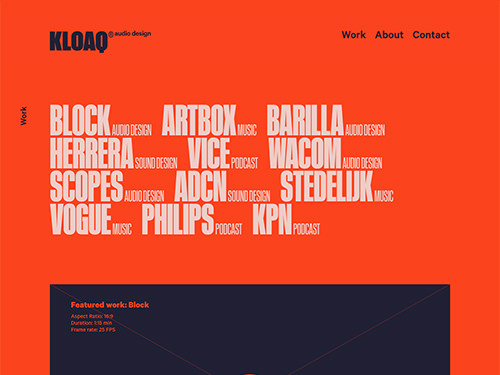 KLOAQ © audio design
Work About Contact
Work
BLOCK AUDIO DESIGN ARTBOX MUSIC BARILLA AUDIO DESIGN
HERRERA SOUND DESIGN VICE PODCAST WACOM AUDIO DESIGN
SCOPES AUDIO DESIGN ADCN SOUND DESIGN STEDELIJK MUSIC
VOGUE MUSIC PHILIPS PODCAST KPN PODCAST
Featured work: Block
Aspect Ratio: 16:9
Duration: 1:15 min
Frame rate: 25 FPS